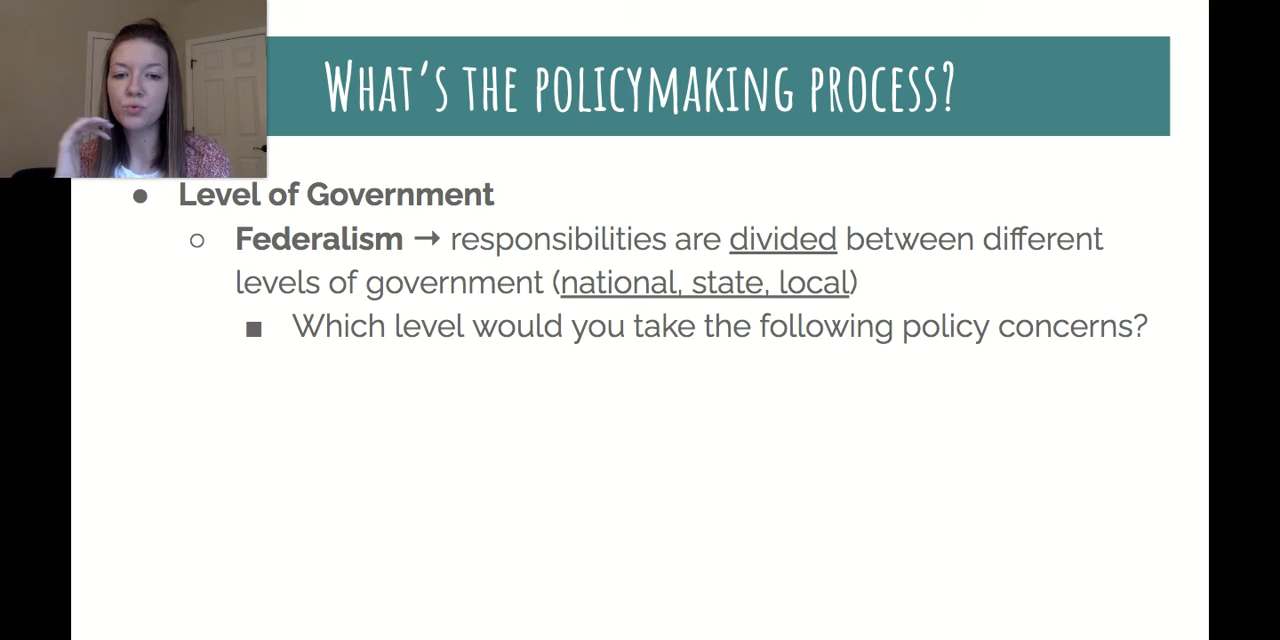 What's the policymaking process?
● Level of Government
○ Federalism → responsibilities are divided between different
levels of government (national, state, local)
■ Which level would you take the following policy concerns?